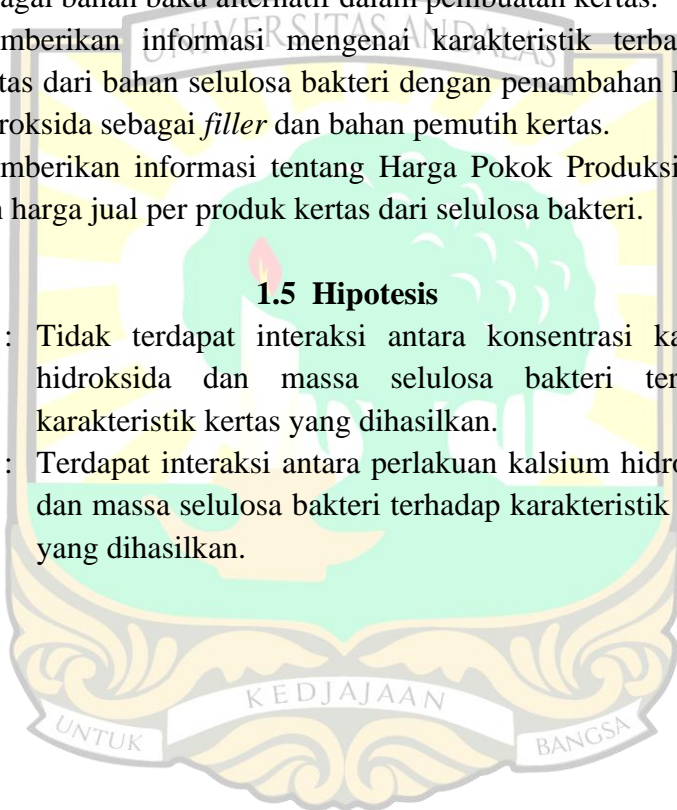 agai bahan baku alternatif dalam pembuatan kertas.
UNIVERSITAS ANDALAS
mberikan informasi mengenai karakteristik terba
tas dari bahan selulosa bakteri dengan penambahan
roksida sebagai filler dan bahan pemutih kertas.
mberikan informasi tentang Harga Pokok Produksi
harga jual per produk kertas dari selulosa bakteri.
1.5 Hipotesis
: Tidak terdapat interaksi antara konsentrasi ka
hidroksida dan massa selulosa bakteri ter
karakteristik kertas yang dihasilkan.
: Terdapat interaksi antara perlakuan kalsium hidro
dan massa selulosa bakteri terhadap karakteristik
yang dihasilkan.
UNTUK KEDJAJAAN BANGSA